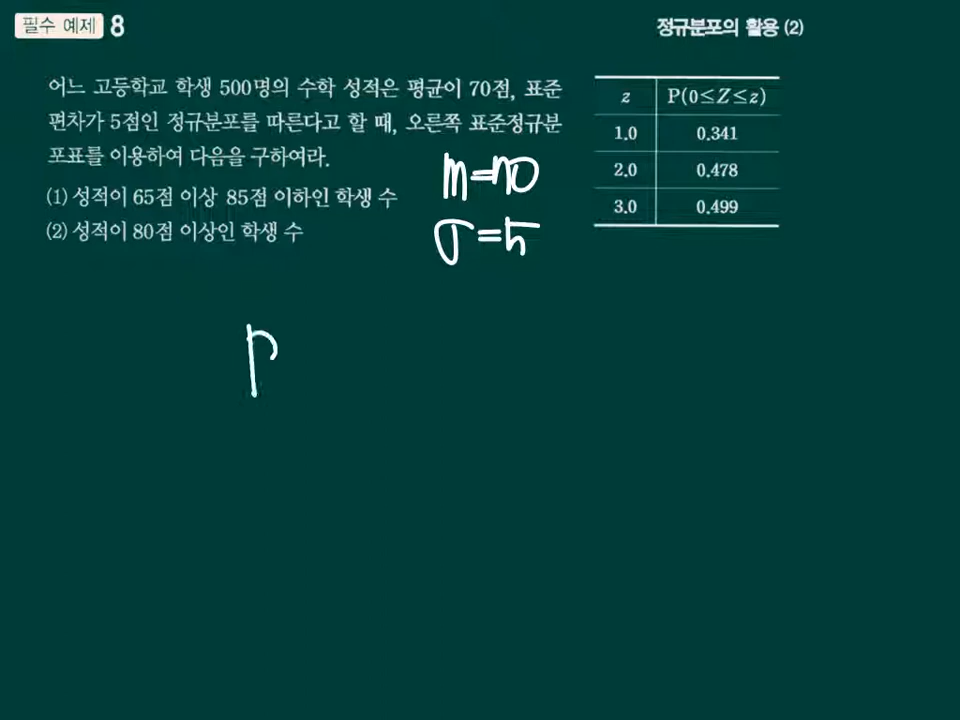 필수 예제 8
정규분포의 활용 (2)
어느 고등학교 학생 500명의 수학 성적은 평균이 70점, 표준
편차가 5점인 정규분포를 따른다고 할 때, 오른쪽 표준정규분
포표를 이용하여 다음을 구하여라.
(1) 성적이 65점 이상 85점 이하인 학생 수
(2) 성적이 80점 이상인 학생 수
z P(0≤Z≤z)
1.0 0.341
2.0 0.478
3.0 0.499
m=70
σ=5
P